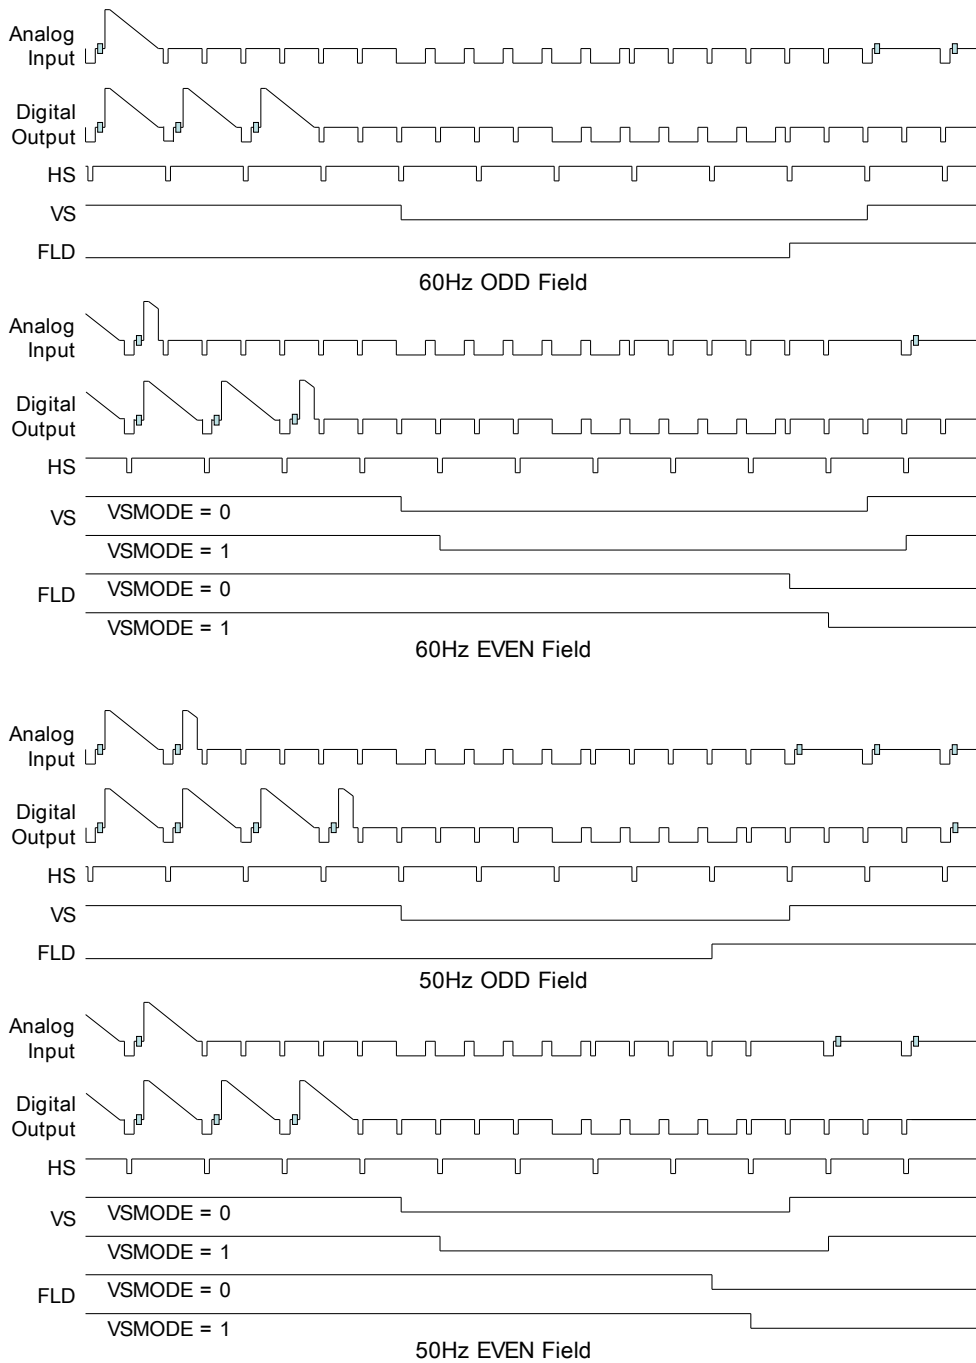 Analog
Input
Digital
Output
HS
VS
FLD
60Hz ODD Field
Analog
Input
Digital
Output
HS
VS
VSMODE = 0
VSMODE = 1
FLD
VSMODE = 0
VSMODE = 1
60Hz EVEN Field
Analog
Input
Digital
Output
HS
VS
FLD
50Hz ODD Field
Analog
Input
Digital
Output
HS
VS
VSMODE = 0
VSMODE = 1
FLD
VSMODE = 0
VSMODE = 1
50Hz EVEN Field